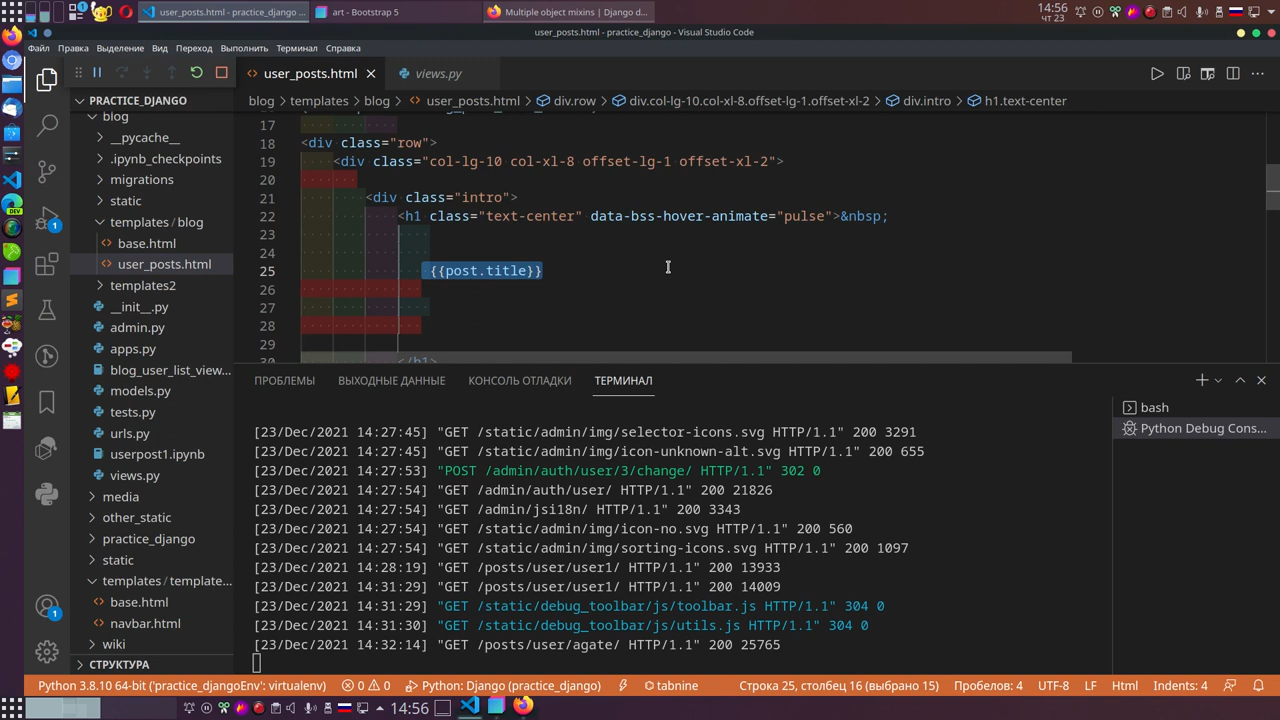 user_posts.html - practice_django ...
art - Bootstrap 5
Multiple object mixins | Django d...
14:56
чт 23
user_posts.html - practice_django - Visual Studio Code
Файл Правка Выделение Вид Переход Выполнить Терминал Справка
user_posts.html
views.py
PRACTICE_DJANGO
blog > templates > blog > user_posts.html > div.row > div.col-lg-10.col-xl-8.offset-lg-1.offset-xl-2 > div.intro > h1.text-center
blog
__pycache__
.ipynb_checkpoints
migrations
static
templates / blog
base.html
user_posts.html
templates2
__init__.py
admin.py
apps.py
blog_user_list_view...
models.py
tests.py
urls.py
userpost1.ipynb
views.py
media
other_static
practice_django
static
templates / template...
base.html
navbar.html
wiki
СТРУКТУРА
DEV
1
1
17
18 <div class="row">
19 <div class="col-lg-10 col-xl-8 offset-lg-1 offset-xl-2">
20
21 <div class="intro">
22 <h1 class="text-center" data-bss-hover-animate="pulse">&nbsp;
23
24
25 {{post.title}}
26
27
28
29
30 </h1>
ПРОБЛЕМЫ ВЫХОДНЫЕ ДАННЫЕ КОНСОЛЬ ОТЛАДКИ ТЕРМИНАЛ
bash
Python Debug Cons...
[23/Dec/2021 14:27:45] "GET /static/admin/img/selector-icons.svg HTTP/1.1" 200 3291
[23/Dec/2021 14:27:45] "GET /static/admin/img/icon-unknown-alt.svg HTTP/1.1" 200 655
[23/Dec/2021 14:27:53] "POST /admin/auth/user/3/change/ HTTP/1.1" 302 0
[23/Dec/2021 14:27:54] "GET /admin/auth/user/ HTTP/1.1" 200 21826
[23/Dec/2021 14:27:54] "GET /admin/jsi18n/ HTTP/1.1" 200 3343
[23/Dec/2021 14:27:54] "GET /static/admin/img/icon-no.svg HTTP/1.1" 200 560
[23/Dec/2021 14:27:54] "GET /static/admin/img/sorting-icons.svg HTTP/1.1" 200 1097
[23/Dec/2021 14:28:19] "GET /posts/user/user1/ HTTP/1.1" 200 13933
[23/Dec/2021 14:31:29] "GET /posts/user/user1/ HTTP/1.1" 200 14009
[23/Dec/2021 14:31:29] "GET /static/debug_toolbar/js/toolbar.js HTTP/1.1" 304 0
[23/Dec/2021 14:31:30] "GET /static/debug_toolbar/js/utils.js HTTP/1.1" 304 0
[23/Dec/2021 14:32:14] "GET /posts/user/agate/ HTTP/1.1" 200 25765
Python 3.8.10 64-bit ('practice_djangoEnv': virtualenv) 0 0 Python: Django (practice_django) tabnine Строка 25, столбец 16 (выбрано 15) Пробелов: 4 UTF-8 LF Html Indents: 4
14:56